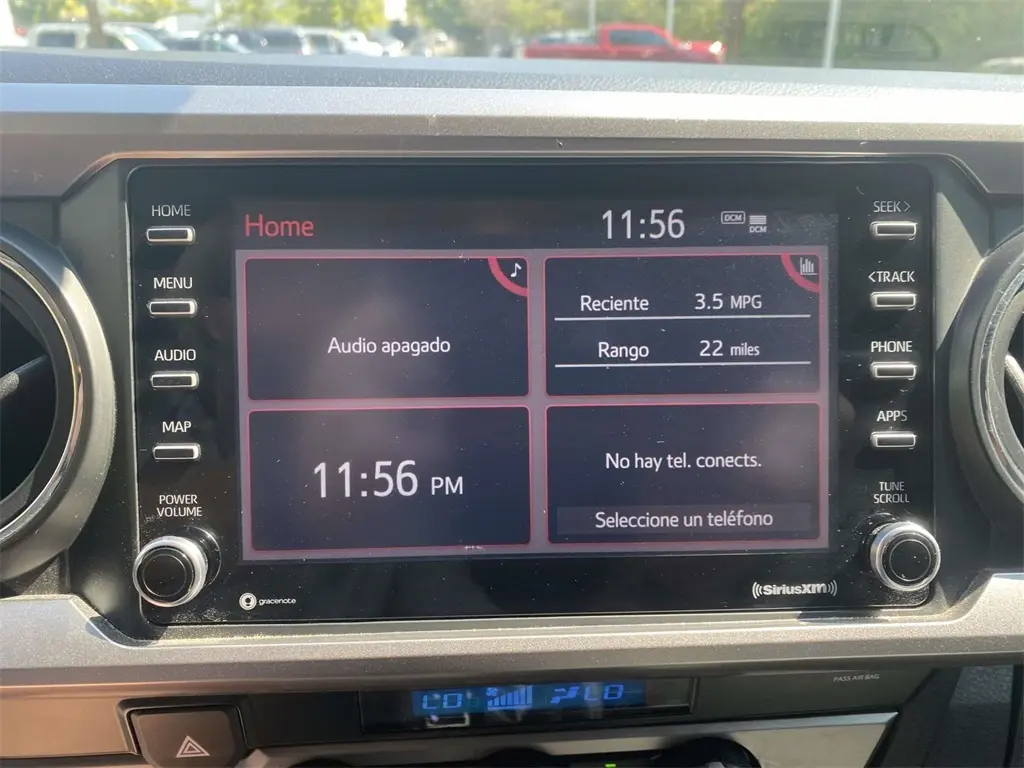 HOME
MENU
AUDIO
MAP
POWER
VOLUME
Home
11:56
DCM
DCM
Audio apagado
Reciente 3.5 MPG
Rango 22 miles
11:56 PM
No hay tel. conects.
Seleccione un teléfono
SEEK>
<TRACK
PHONE
APPS
TUNE
SCROLL
gracenote
SiriusXM
PASS AIR BAG
LO LO